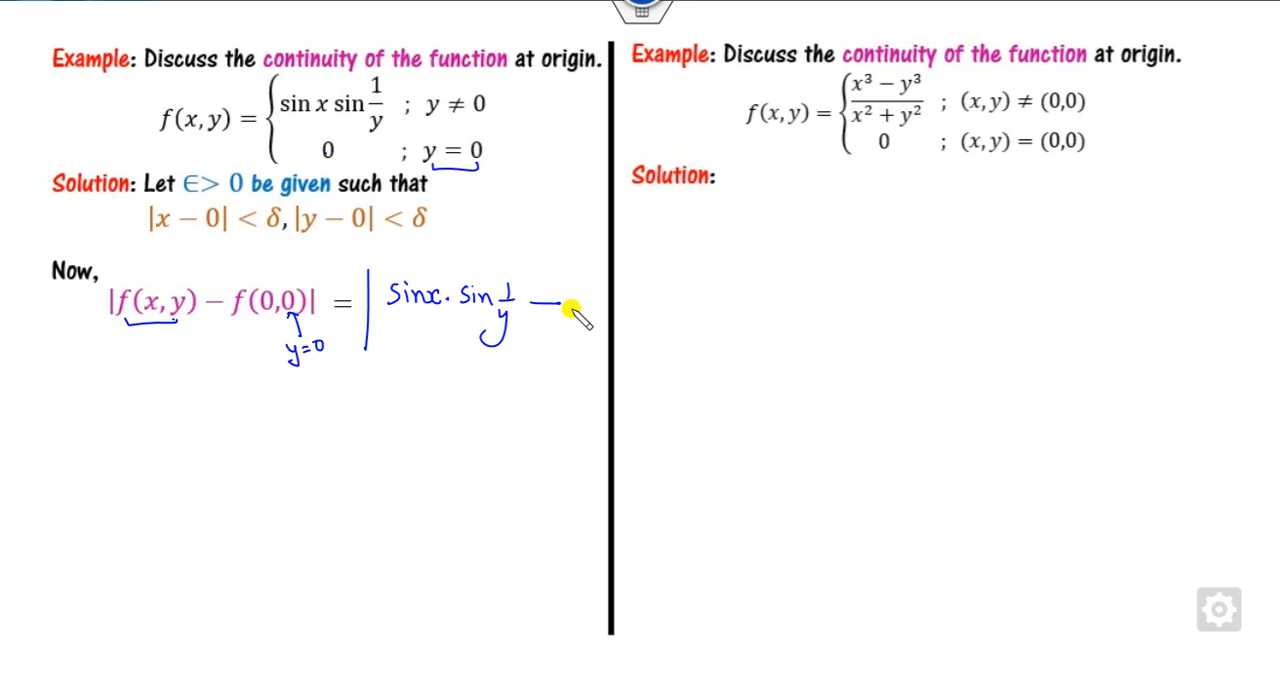 Example: Discuss the continuity of the function at origin.
f(x,y) = { sin x sin 1/y ; y ≠ 0
0 ; y = 0
Solution: Let ∈> 0 be given such that
|x − 0| < δ, |y − 0| < δ
Now,
|f(x,y) − f(0,0)| = | sinx. sin 1/y —
y=0
Example: Discuss the continuity of the function at origin.
f(x,y) = { x³ − y³ / x² + y² ; (x,y) ≠ (0,0)
0 ; (x,y) = (0,0)
Solution: